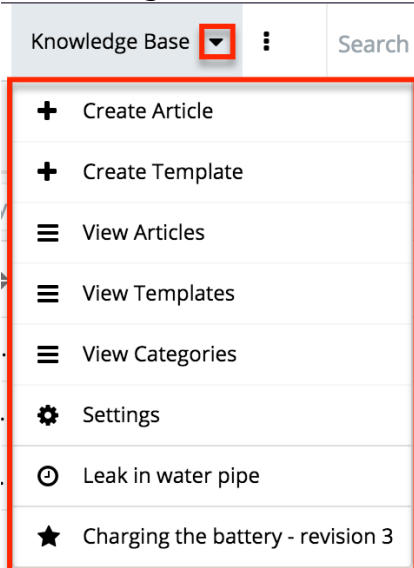 Knowledge Base Search
Create Article
Create Template
View Articles
View Templates
View Categories
Settings
Leak in water pipe
Charging the battery - revision 3